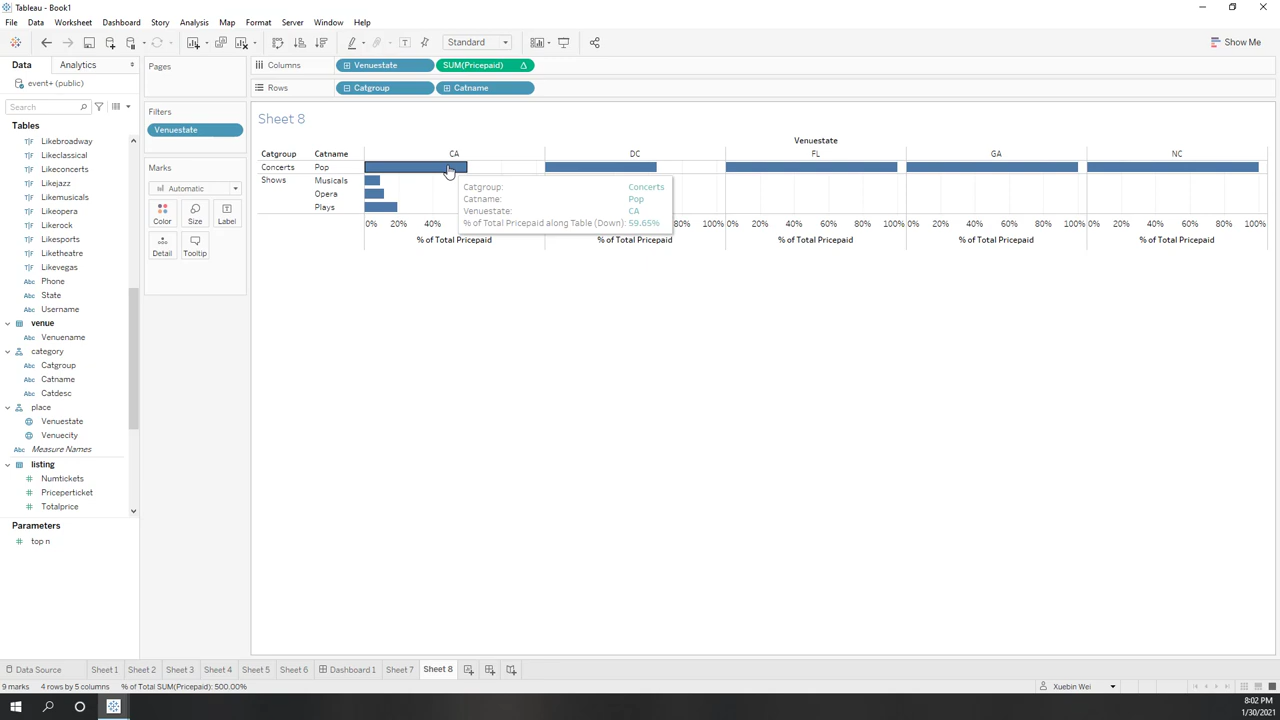 Tableau - Book1
File Data Worksheet Dashboard Story Analysis Map Format Server Window Help
Standard
Show Me
Data Analytics
Pages
Columns Venuestate SUM(Pricepaid)
event+ (public)
Rows Catgroup Catname
Search
Filters
Tables
Venuestate
Sheet 8
Likebroadway
Likeclassical
Likeconcerts
Likejazz
Likemusicals
Likeopera
Likerock
Likesports
Liketheatre
Likevegas
Abc Phone
Abc State
Abc Username
venue
Abc Venuename
category
Abc Catgroup
Abc Catname
Abc Catdesc
place
Venuestate
Venuecity
Abc Measure Names
listing
# Numtickets
# Priceperticket
# Totalprice
Parameters
# top n
Marks
Automatic
Color Size Label
Detail Tooltip
Venuestate
Catgroup Catname CA DC FL GA NC
Concerts Pop
Shows Musicals
Opera
Plays
Catgroup: Concerts
Catname: Pop
Venuestate: CA
% of Total Pricepaid along Table (Down): 59.65%
0% 20% 40% 80% 100% 0% 20% 40% 60% 80% 100% 0% 20% 40% 60% 80% 100% 0% 20% 40% 60% 80% 100%
% of Total Pricepaid % of Total Pricepaid % of Total Pricepaid % of Total Pricepaid % of Total Pricepaid
Data Source Sheet 1 Sheet 2 Sheet 3 Sheet 4 Sheet 5 Sheet 6 Dashboard 1 Sheet 7 Sheet 8
9 marks 4 rows by 5 columns % of Total SUM(Pricepaid): 500.00% Xuebin Wei
8:02 PM
1/30/2021